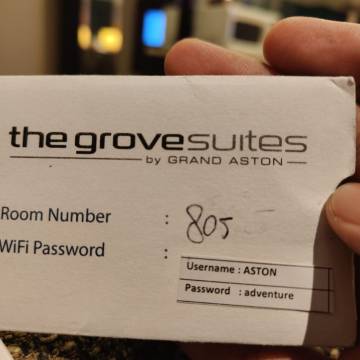 the grovesuites
by GRAND ASTON
Room Number : 805
WiFi Password :
Username : ASTON
Password : adventure